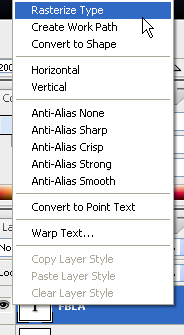 Rasterize Type
Create Work Path
Convert to Shape
Horizontal
Vertical
Anti-Alias None
Anti-Alias Sharp
Anti-Alias Crisp
Anti-Alias Strong
Anti-Alias Smooth
Convert to Point Text
Warp Text...
Copy Layer Style
Paste Layer Style
Clear Layer Style